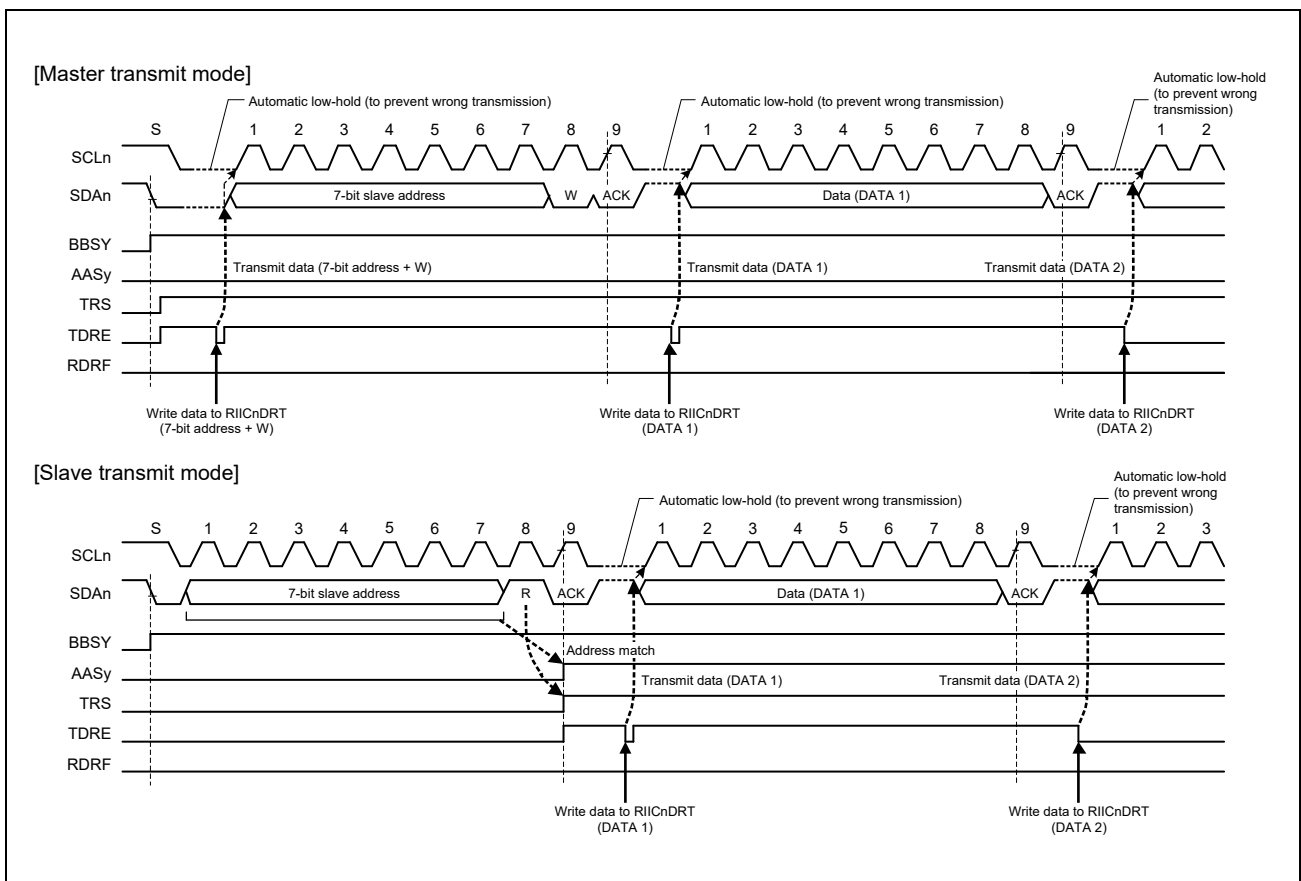 [Master transmit mode]
Automatic low-hold (to prevent wrong transmission)
Automatic low-hold (to prevent wrong transmission)
Automatic low-hold
(to prevent wrong
transmission)
S 1 2 3 4 5 6 7 8 9 1 2 3 4 5 6 7 8 9 1 2
SCLn
SDAn 7-bit slave address W ACK Data (DATA 1) ACK
BBSY
Transmit data (7-bit address + W) Transmit data (DATA 1) Transmit data (DATA 2)
AASy
TRS
TDRE
RDRF
Write data to RIICnDRT
(7-bit address + W)
Write data to RIICnDRT
(DATA 1)
Write data to RIICnDRT
(DATA 2)
[Slave transmit mode]
Automatic low-hold (to prevent wrong transmission)
Automatic low-hold
(to prevent wrong
transmission)
S 1 2 3 4 5 6 7 8 9 1 2 3 4 5 6 7 8 9 1 2 3
SCLn
SDAn 7-bit slave address R ACK Data (DATA 1) ACK
BBSY
Address match
AASy
Transmit data (DATA 1) Transmit data (DATA 2)
TRS
TDRE
RDRF
Write data to RIICnDRT
(DATA 1)
Write data to RIICnDRT
(DATA 2)